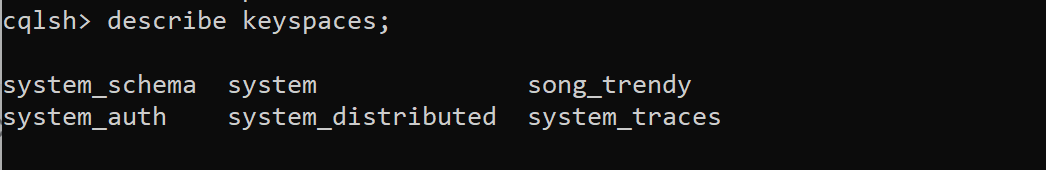 cqlsh> describe keyspaces;
system_schema  system              song_trendy
system_auth    system_distributed  system_traces